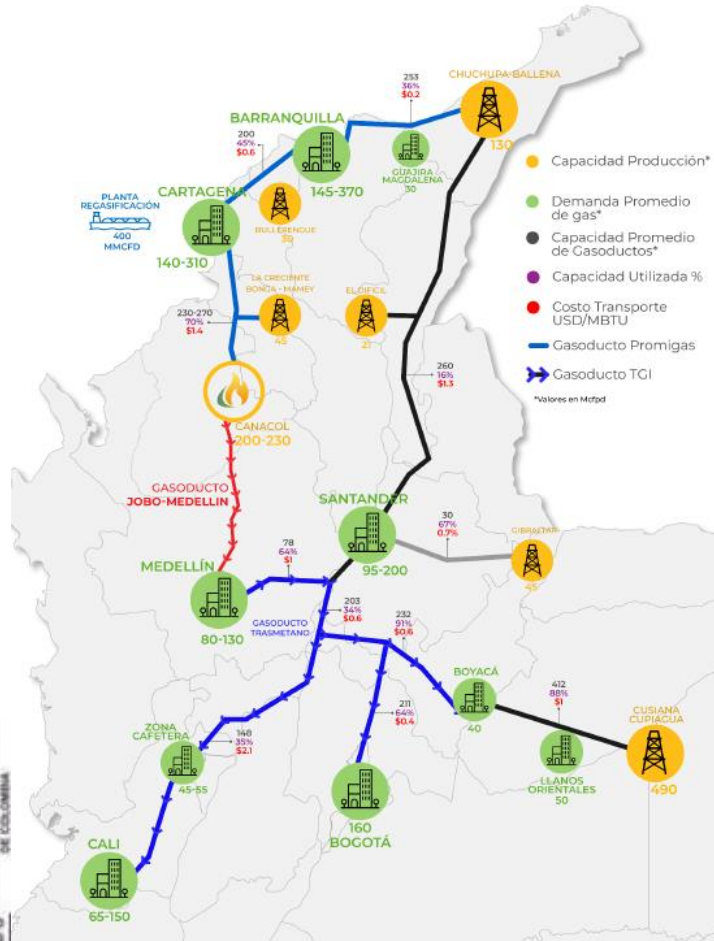 CHUCHUPA-BALLENA
130
253
36%
$0.2
BARRANQUILLA
145-370
GUAJIRA
MAGDALENA
30
200
45%
$0.6
CARTAGENA
140-310
PLANTA
REGASIFICACIÓN
400
MMCFD
BULLERENGUE
30
LA CRECIENTE
BONGA - MAMEY
45
EL DIFICIL
21
230-270
70%
$1.4
260
16%
$1.3
CANACOL
200-230
GASODUCTO
JOBO-MEDELLIN
SANTANDER
95-200
30
67%
0.7%
GIBRALTAR
45
MEDELLÍN
80-130
78
64%
$1
GASODUCTO
TRASMETANO
203
34%
$0.6
232
91%
$0.6
BOYACÁ
40
412
88%
$1
CUSIANA
CUPIAGUA
490
LLANOS
ORIENTALES
50
211
64%
$0.4
160
BOGOTÁ
ZONA
CAFETERA
45-55
148
35%
$2.1
CALI
65-150
Capacidad Producción*
Demanda Promedio
de gas*
Capacidad Promedio
de Gasoductos*
Capacidad Utilizada %
Costo Transporte
USD/MBTU
Gasoducto Promigas
Gasoducto TGI
*Valores en Mcfpd
DE COLOMBIA